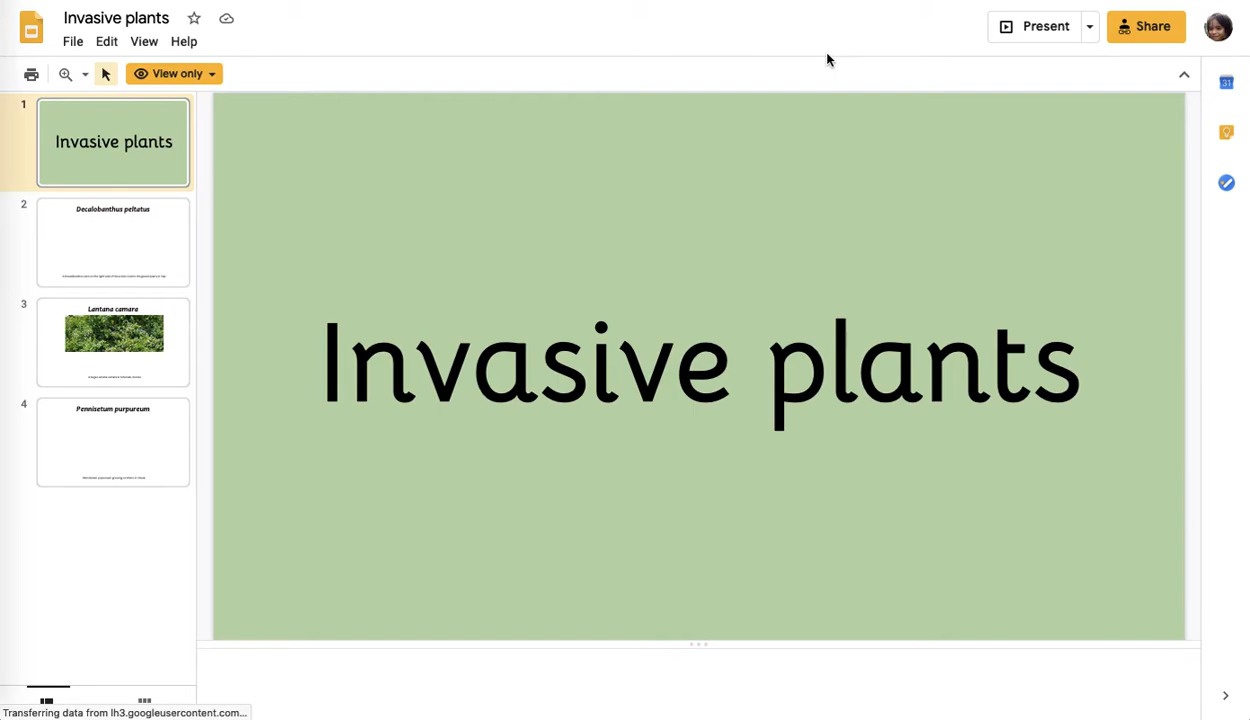 Invasive plants
File Edit View Help
Present
Share
View only
31
1
Invasive plants
2
Decalobanthus peltatus
3
Lantana camara
4
Pennisetum purpureum
Invasive plants
Transferring data from lh3.googleusercontent.com...